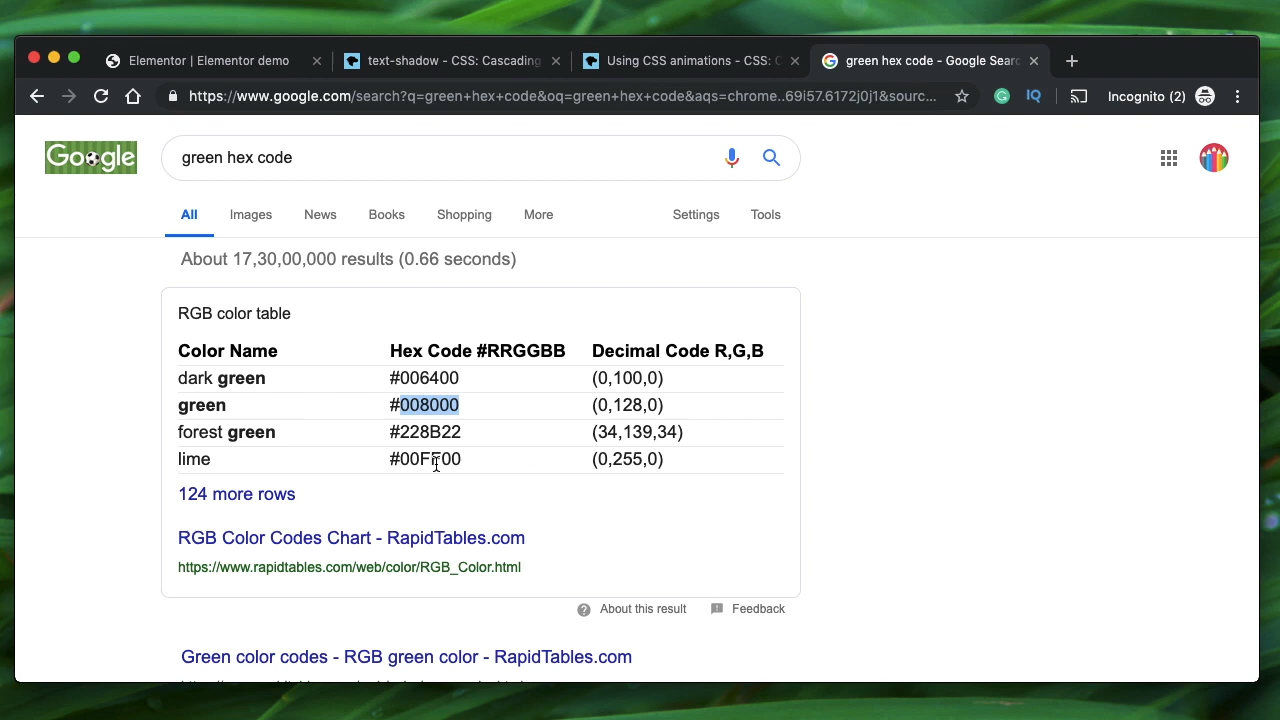 Elementor | Elementor demo
text-shadow - CSS: Cascading
Using CSS animations - CSS: C
green hex code - Google Searc
https://www.google.com/search?q=green+hex+code&oq=green+hex+code&aqs=chrome..69i57.6172j0j1&sourc...
IQ
Incognito (2)
Google
green hex code
All Images News Books Shopping More Settings Tools
About 17,30,00,000 results (0.66 seconds)
RGB color table
Color Name Hex Code #RRGGBB Decimal Code R,G,B
dark green #006400 (0,100,0)
green #008000 (0,128,0)
forest green #228B22 (34,139,34)
lime #00FF00 (0,255,0)
124 more rows
RGB Color Codes Chart - RapidTables.com
https://www.rapidtables.com/web/color/RGB_Color.html
About this result Feedback
Green color codes - RGB green color - RapidTables.com